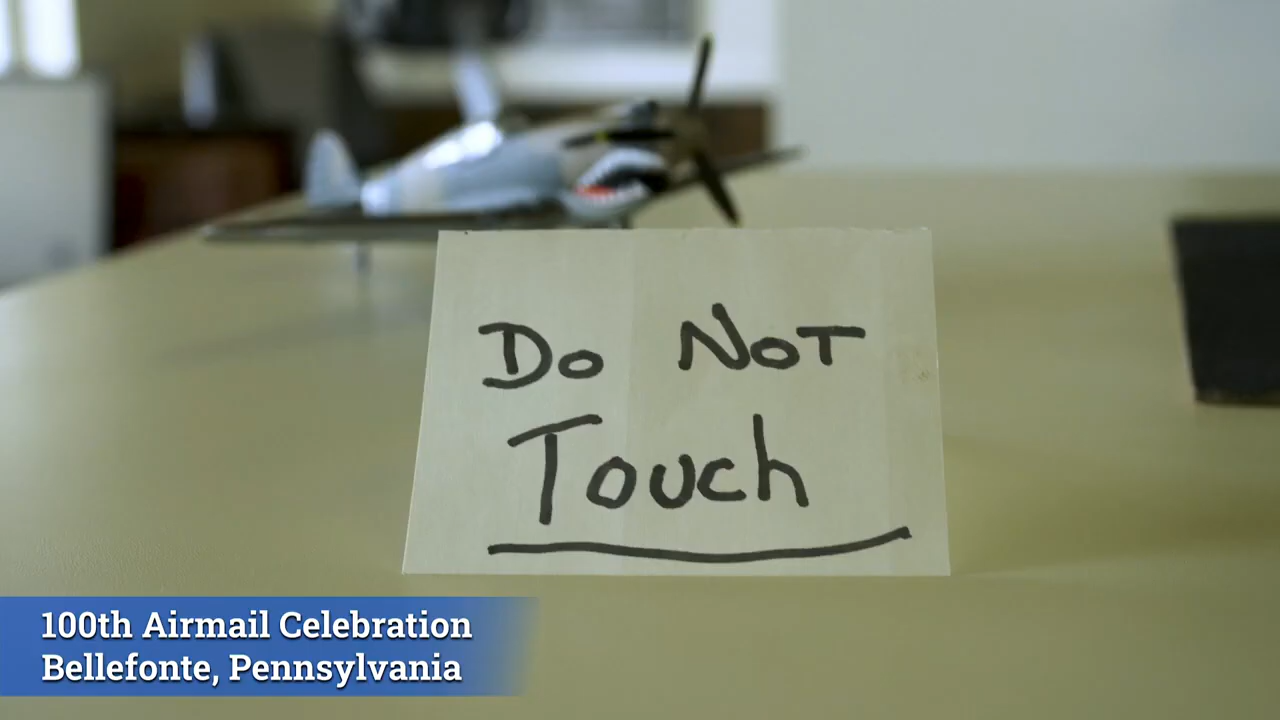 Do NoT
Touch
100th Airmail Celebration
Bellefonte, Pennsylvania